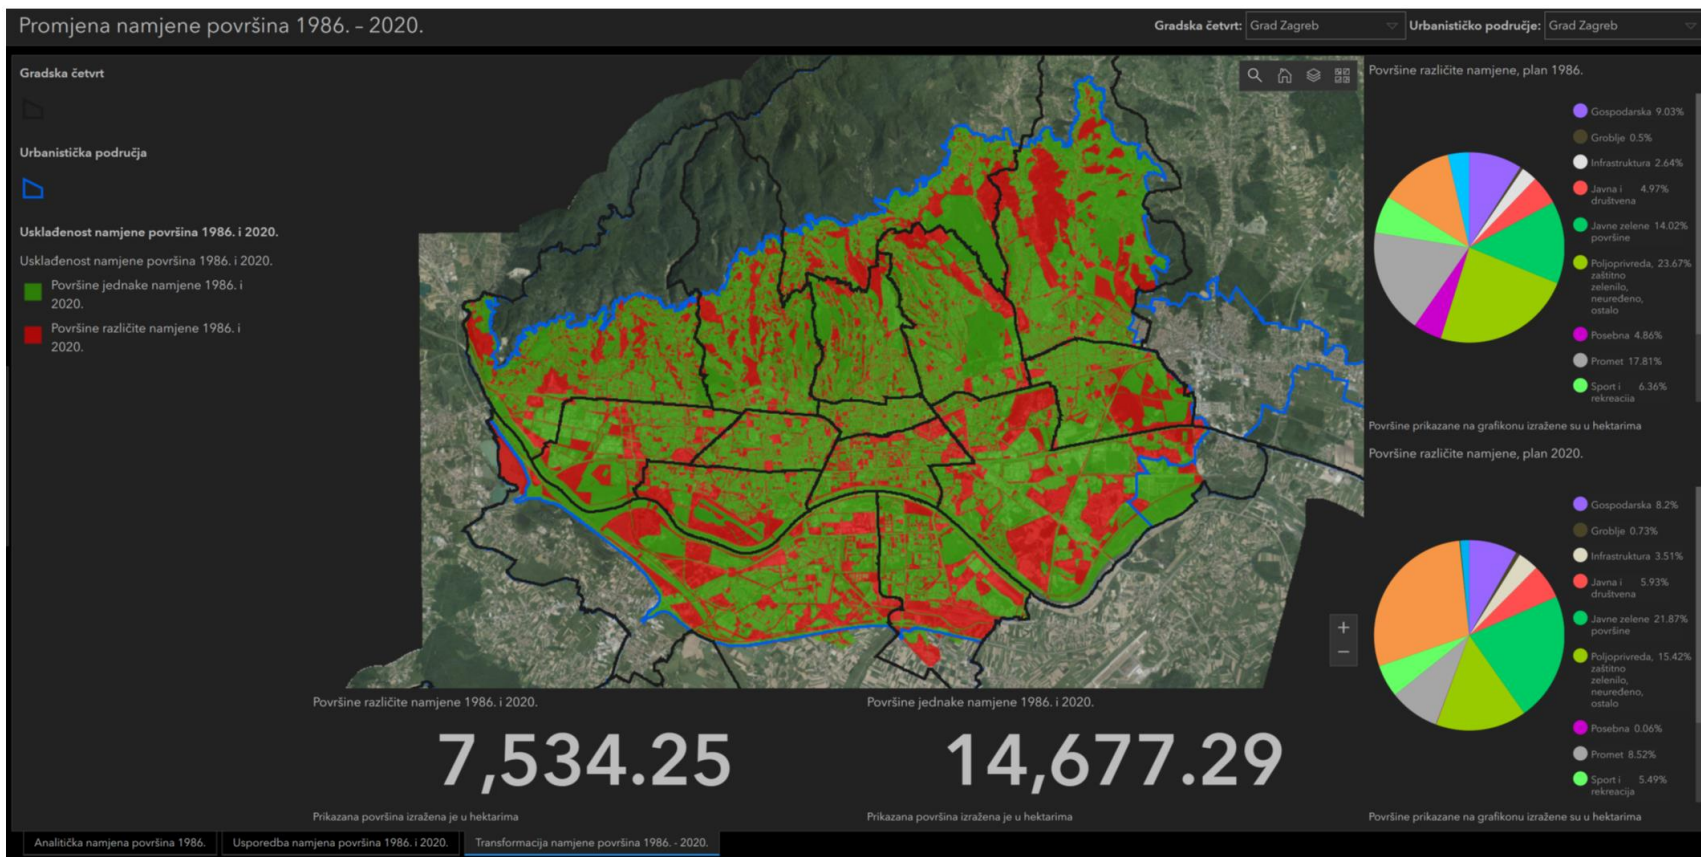 Promjena namjene površina 1986. – 2020.
Gradska četvrt: Grad Zagreb
Urbanističko područje: Grad Zagreb
Gradska četvrt
Urbanistička područja
Usklađenost namjene površina 1986. i 2020.
Usklađenost namjene površina 1986. i 2020.
Površine jednake namjene 1986. i
2020.
Površine različite namjene 1986. i
2020.
Površine različite namjene, plan 1986.
Gospodarska 9.03%
Groblje 0.5%
Infrastruktura 2.64%
Javna i 4.97%
društvena
Javne zelene 14.02%
površine
Poljoprivreda, 23.67%
zaštitno
zelenilo,
neuređeno,
ostalo
Posebna 4.86%
Promet 17.81%
Sport i 6.36%
rekreacija
Površine prikazane na grafikonu izražene su u hektarima
Površine različite namjene, plan 2020.
Gospodarska 8.2%
Groblje 0.73%
Infrastruktura 3.51%
Javna i 5.93%
društvena
Javne zelene 21.87%
površine
Poljoprivreda, 15.42%
zaštitno
zelenilo,
neuređeno,
ostalo
Posebna 0.06%
Promet 8.52%
Sport i 5.49%
rekreacija
Površine prikazane na grafikonu izražene su u hektarima
+
−
Površine različite namjene 1986. i 2020.
7,534.25
Prikazana površina izražena je u hektarima
Površine jednake namjene 1986. i 2020.
14,677.29
Prikazana površina izražena je u hektarima
Analitička namjena površina 1986.
Usporedba namjena površina 1986. i 2020.
Transformacija namjene površina 1986. - 2020.